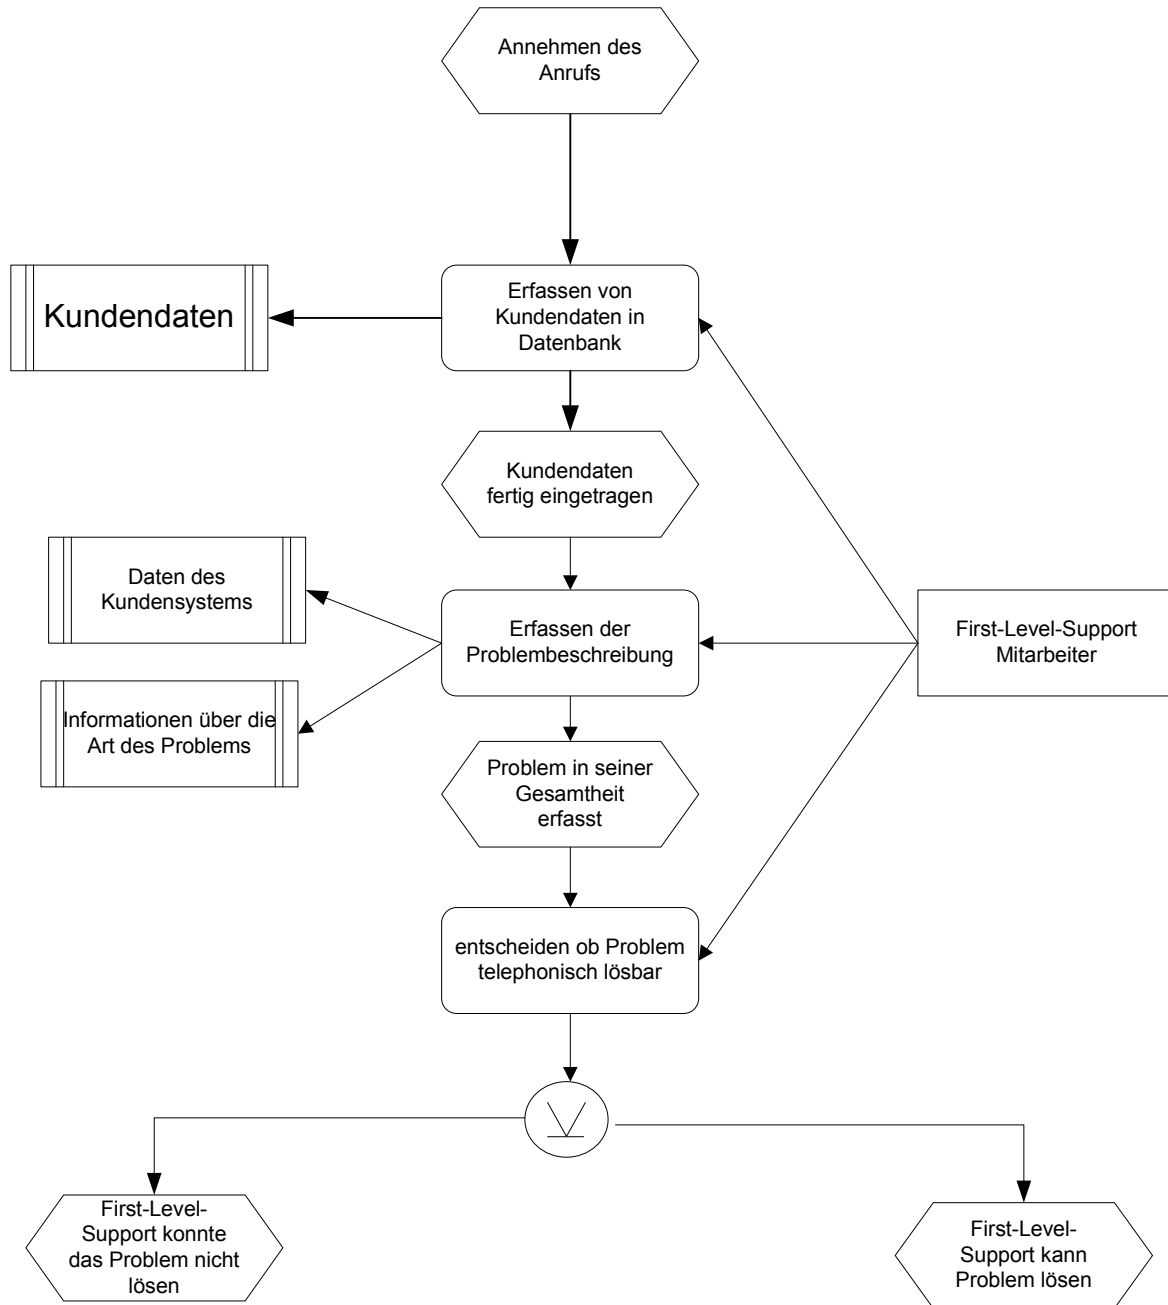 Annehmen des
Anrufs
Kundendaten
Erfassen von
Kundendaten in
Datenbank
Kundendaten
fertig eingetragen
Daten des
Kundensystems
Erfassen der
Problembeschreibung
First-Level-Support
Mitarbeiter
Informationen über die
Art des Problems
Problem in seiner
Gesamtheit
erfasst
entscheiden ob Problem
telephonisch lösbar
First-Level-
Support konnte
das Problem nicht
lösen
First-Level-
Support kann
Problem lösen